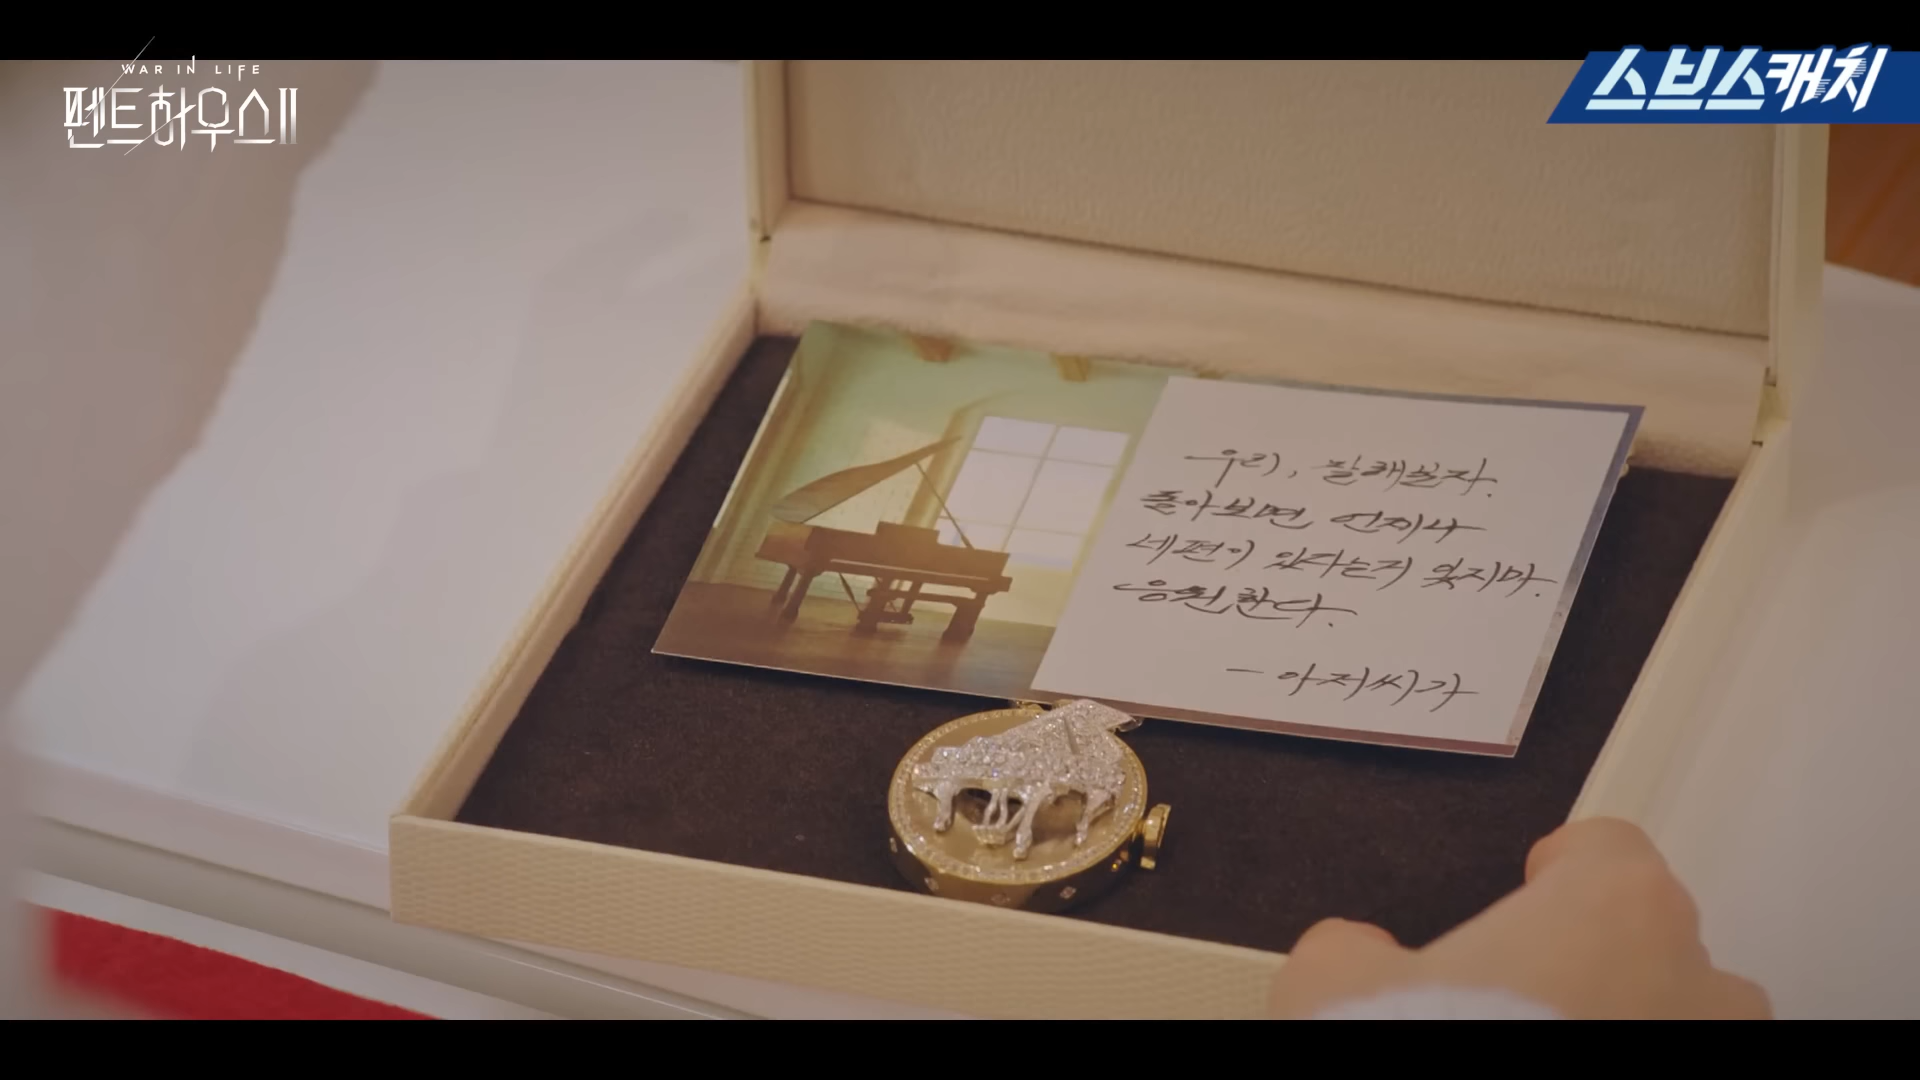 WAR IN LIFE
펜트하우스II
스브스캐치
우리, 잘해보자.
돌아보면, 언제나
네편이 있다는거 잊지마.
응원한다.
- 아저씨가